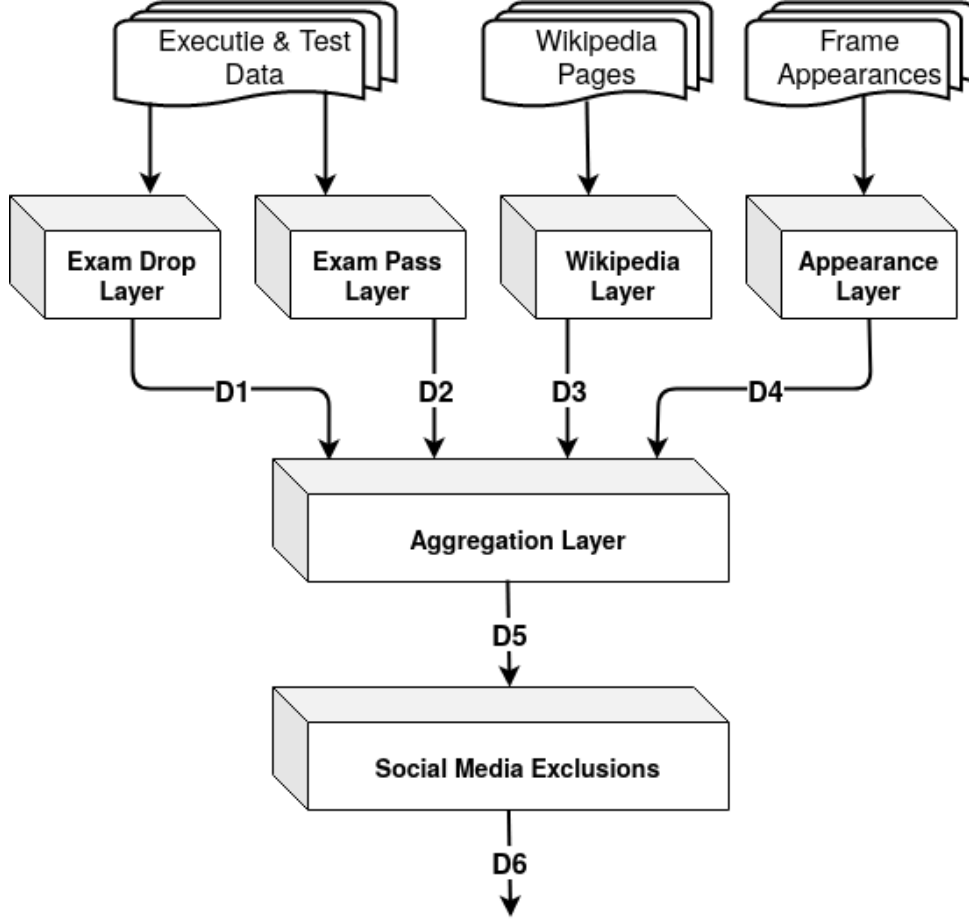 Executie & Test
Data
Wikipedia
Pages
Frame
Appearances
Exam Drop
Layer
Exam Pass
Layer
Wikipedia
Layer
Appearance
Layer
D1
D2
D3
D4
Aggregation Layer
D5
Social Media Exclusions
D6